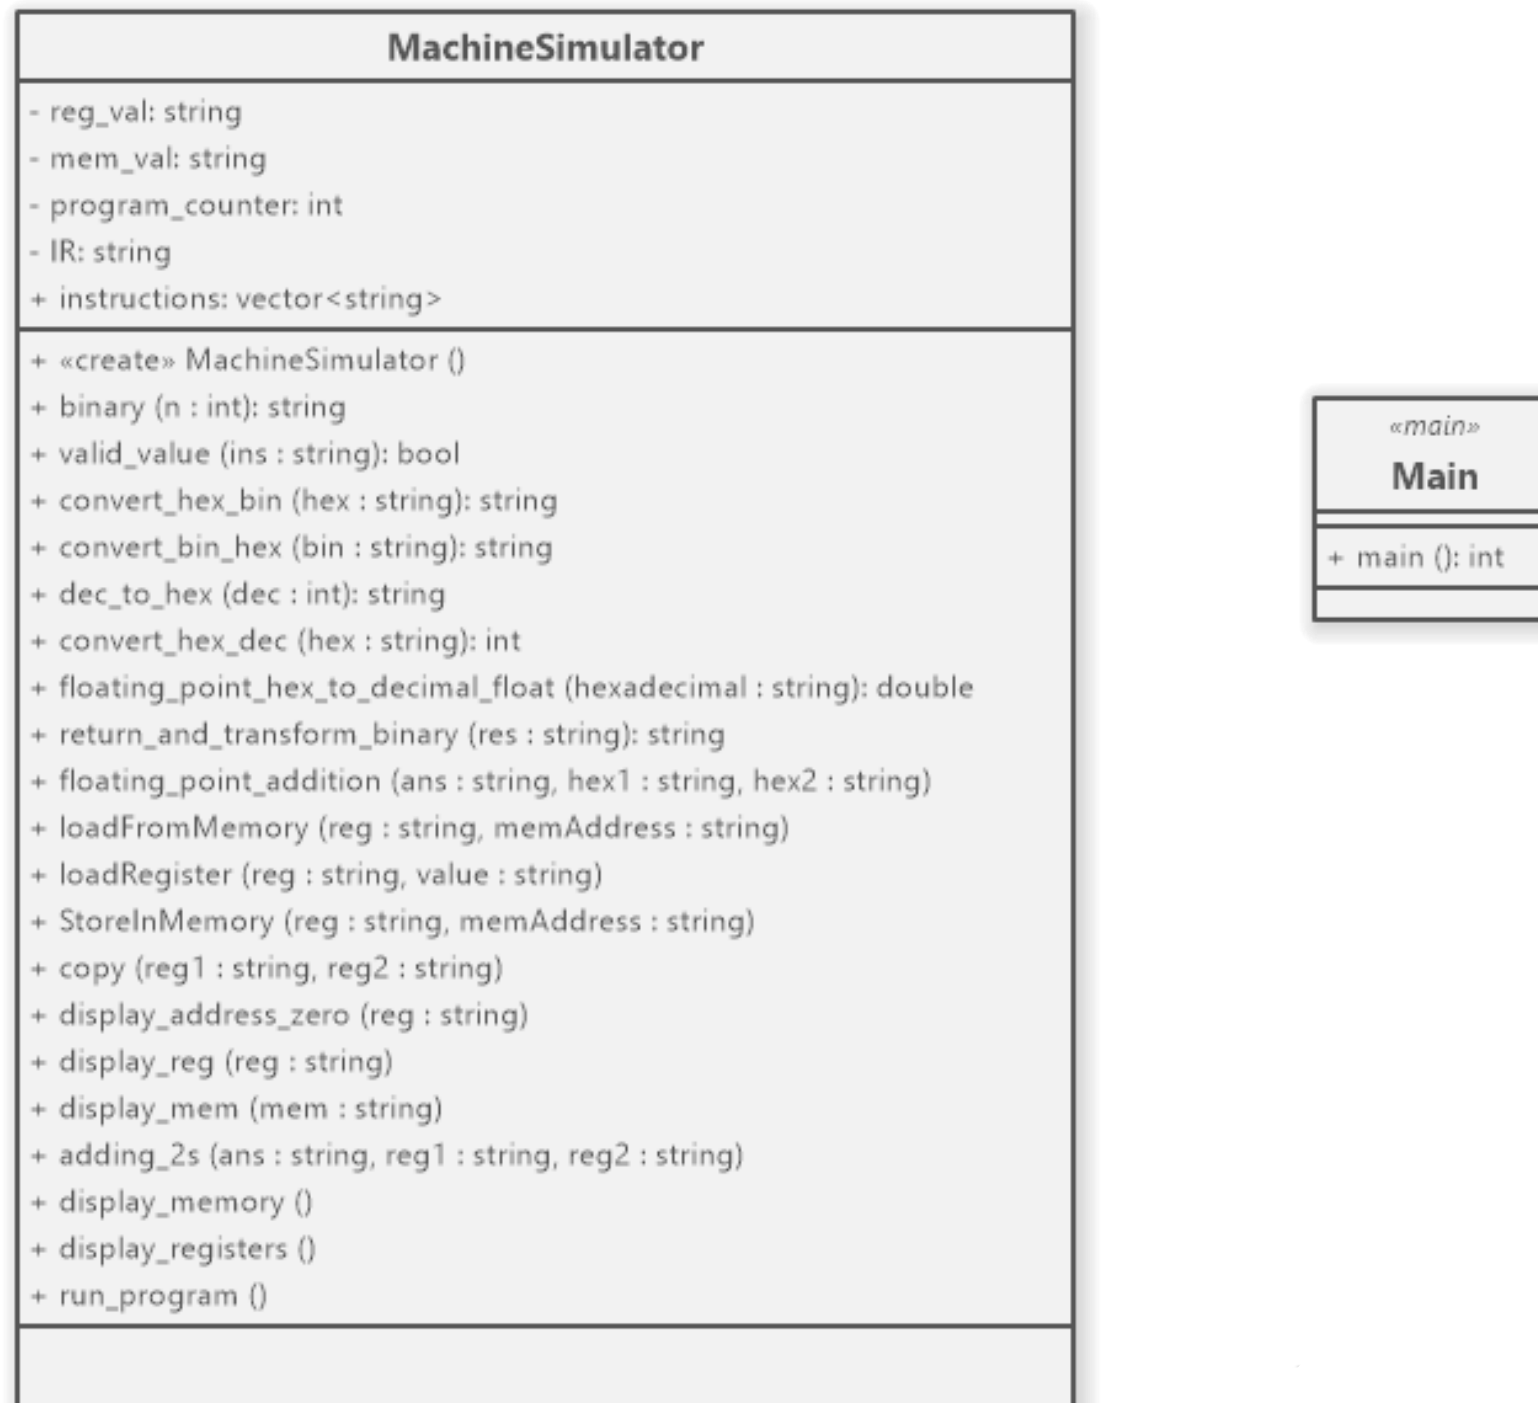 MachineSimulator
- reg_val: string
- mem_val: string
- program_counter: int
- IR: string
+ instructions: vector<string>
+ «create» MachineSimulator ()
+ binary (n : int): string
+ valid_value (ins : string): bool
+ convert_hex_bin (hex : string): string
+ convert_bin_hex (bin : string): string
+ dec_to_hex (dec : int): string
+ convert_hex_dec (hex : string): int
+ floating_point_hex_to_decimal_float (hexadecimal : string): double
+ return_and_transform_binary (res : string): string
+ floating_point_addition (ans : string, hex1 : string, hex2 : string)
+ loadFromMemory (reg : string, memAddress : string)
+ loadRegister (reg : string, value : string)
+ StoreInMemory (reg : string, memAddress : string)
+ copy (reg1 : string, reg2 : string)
+ display_address_zero (reg : string)
+ display_reg (reg : string)
+ display_mem (mem : string)
+ adding_2s (ans : string, reg1 : string, reg2 : string)
+ display_memory ()
+ display_registers ()
+ run_program ()
«main»
Main
+ main (): int